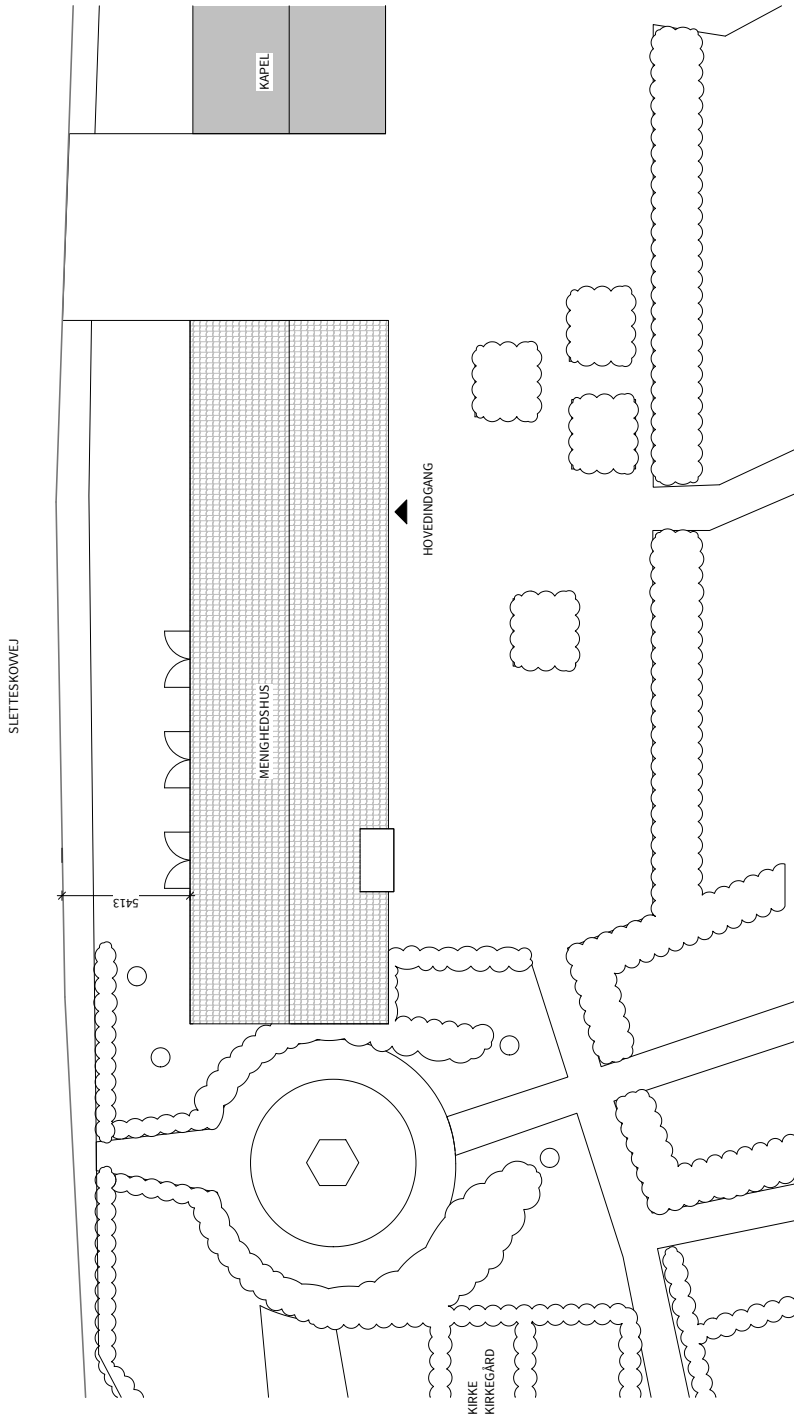 KAPEL
HOVEDINDGANG
SLETTESKOVVEJ
MENIGHEDSHUS
5413
KIRKE
KIRKEGÅRD